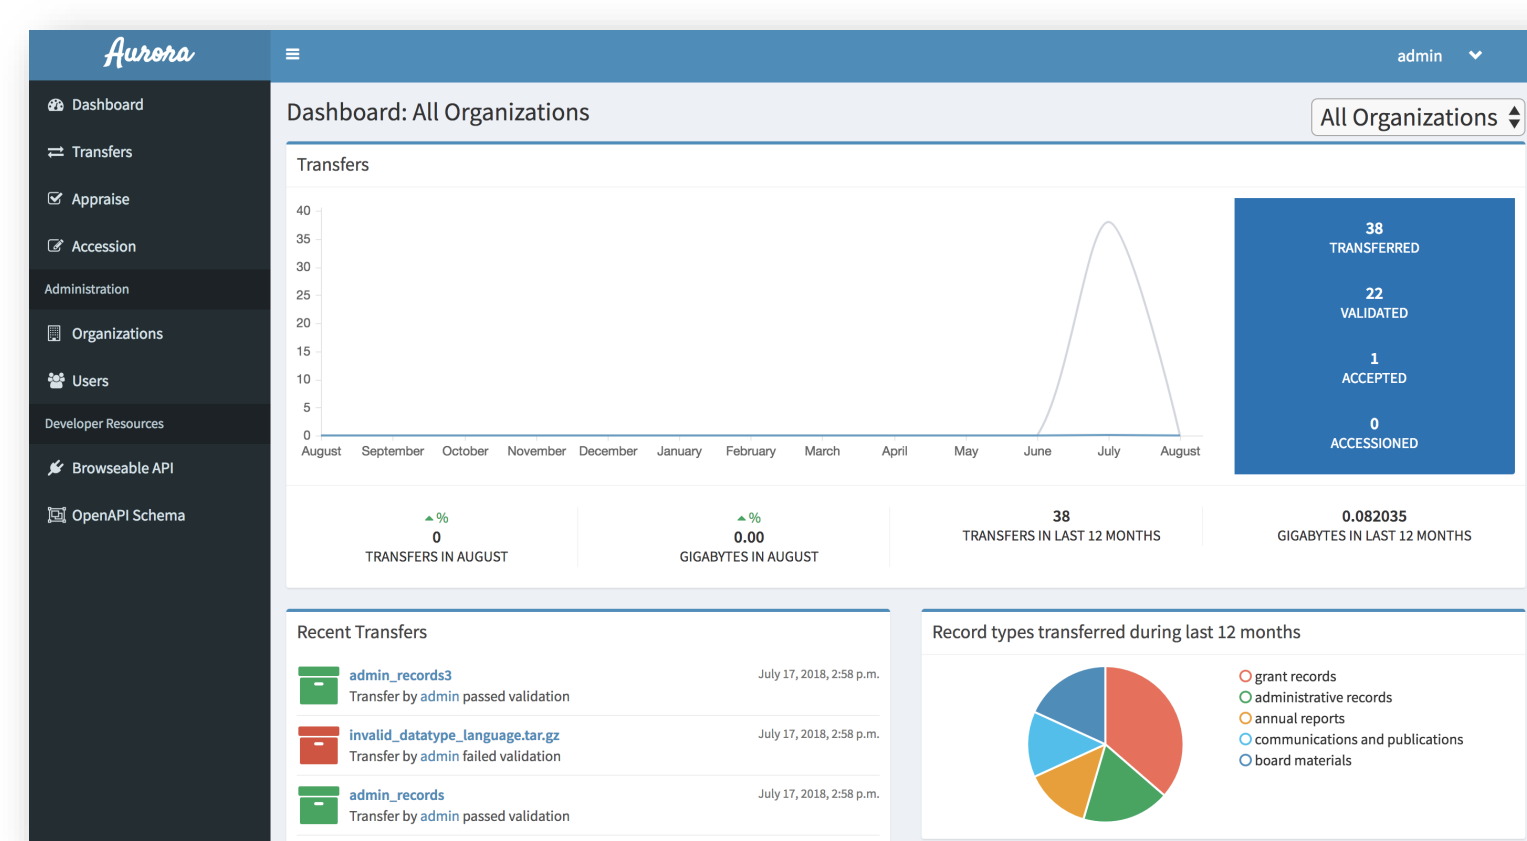 Aurora
admin
Dashboard
Transfers
Appraise
Accession
Administration
Organizations
Users
Developer Resources
Browseable API
OpenAPI Schema
Dashboard: All Organizations
All Organizations
Transfers
40
35
30
25
20
15
10
5
0
August September October November December January February March April May June July August
38
TRANSFERRED
22
VALIDATED
1
ACCEPTED
0
ACCESSIONED
%
0
TRANSFERS IN AUGUST
%
0.00
GIGABYTES IN AUGUST
38
TRANSFERS IN LAST 12 MONTHS
0.082035
GIGABYTES IN LAST 12 MONTHS
Recent Transfers
admin_records3 July 17, 2018, 2:58 p.m.
Transfer by admin passed validation
invalid_datatype_language.tar.gz July 17, 2018, 2:58 p.m.
Transfer by admin failed validation
admin_records July 17, 2018, 2:58 p.m.
Transfer by admin passed validation
Record types transferred during last 12 months
grant records
administrative records
annual reports
communications and publications
board materials